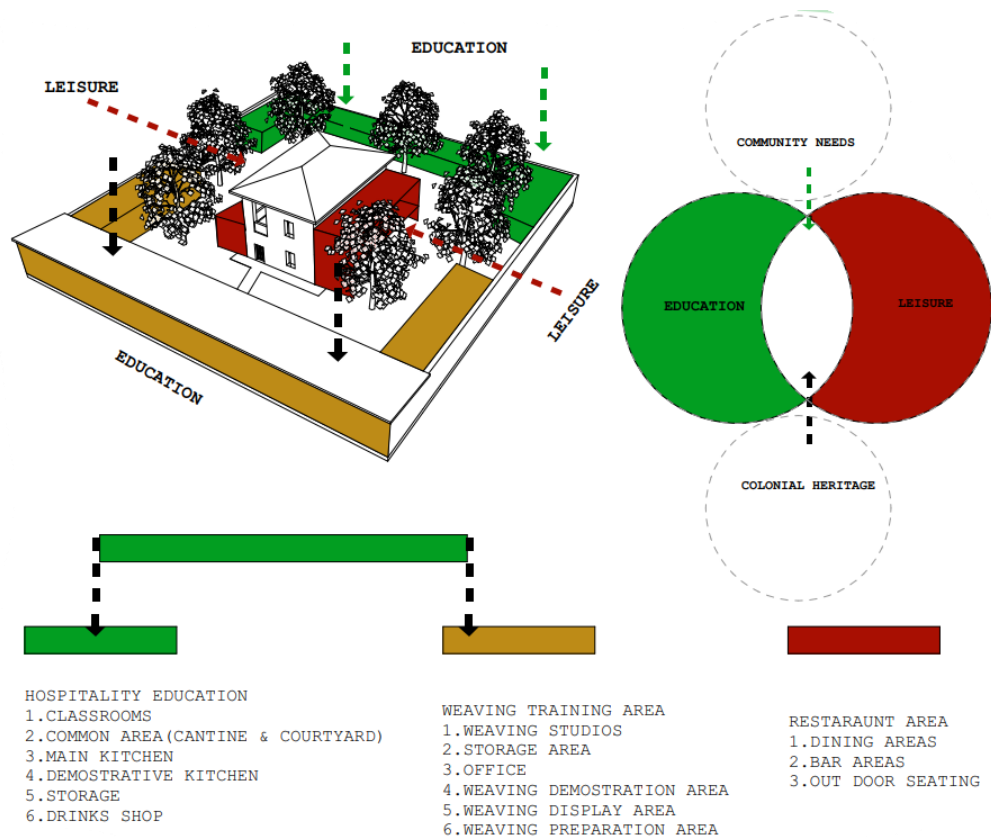 EDUCATION
LEISURE
LEISURE
EDUCATION
COMMUNITY NEEDS
EDUCATION
LEISURE
COLONIAL HERITAGE
HOSPITALITY EDUCATION
1.CLASSROOMS
2.COMMON AREA(CANTINE & COURTYARD)
3.MAIN KITCHEN
4.DEMOSTRATIVE KITCHEN
5.STORAGE
6.DRINKS SHOP
WEAVING TRAINING AREA
1.WEAVING STUDIOS
2.STORAGE AREA
3.OFFICE
4.WEAVING DEMOSTRATION AREA
5.WEAVING DISPLAY AREA
6.WEAVING PREPARATION AREA
RESTARAUNT AREA
1.DINING AREAS
2.BAR AREAS
3.OUT DOOR SEATING